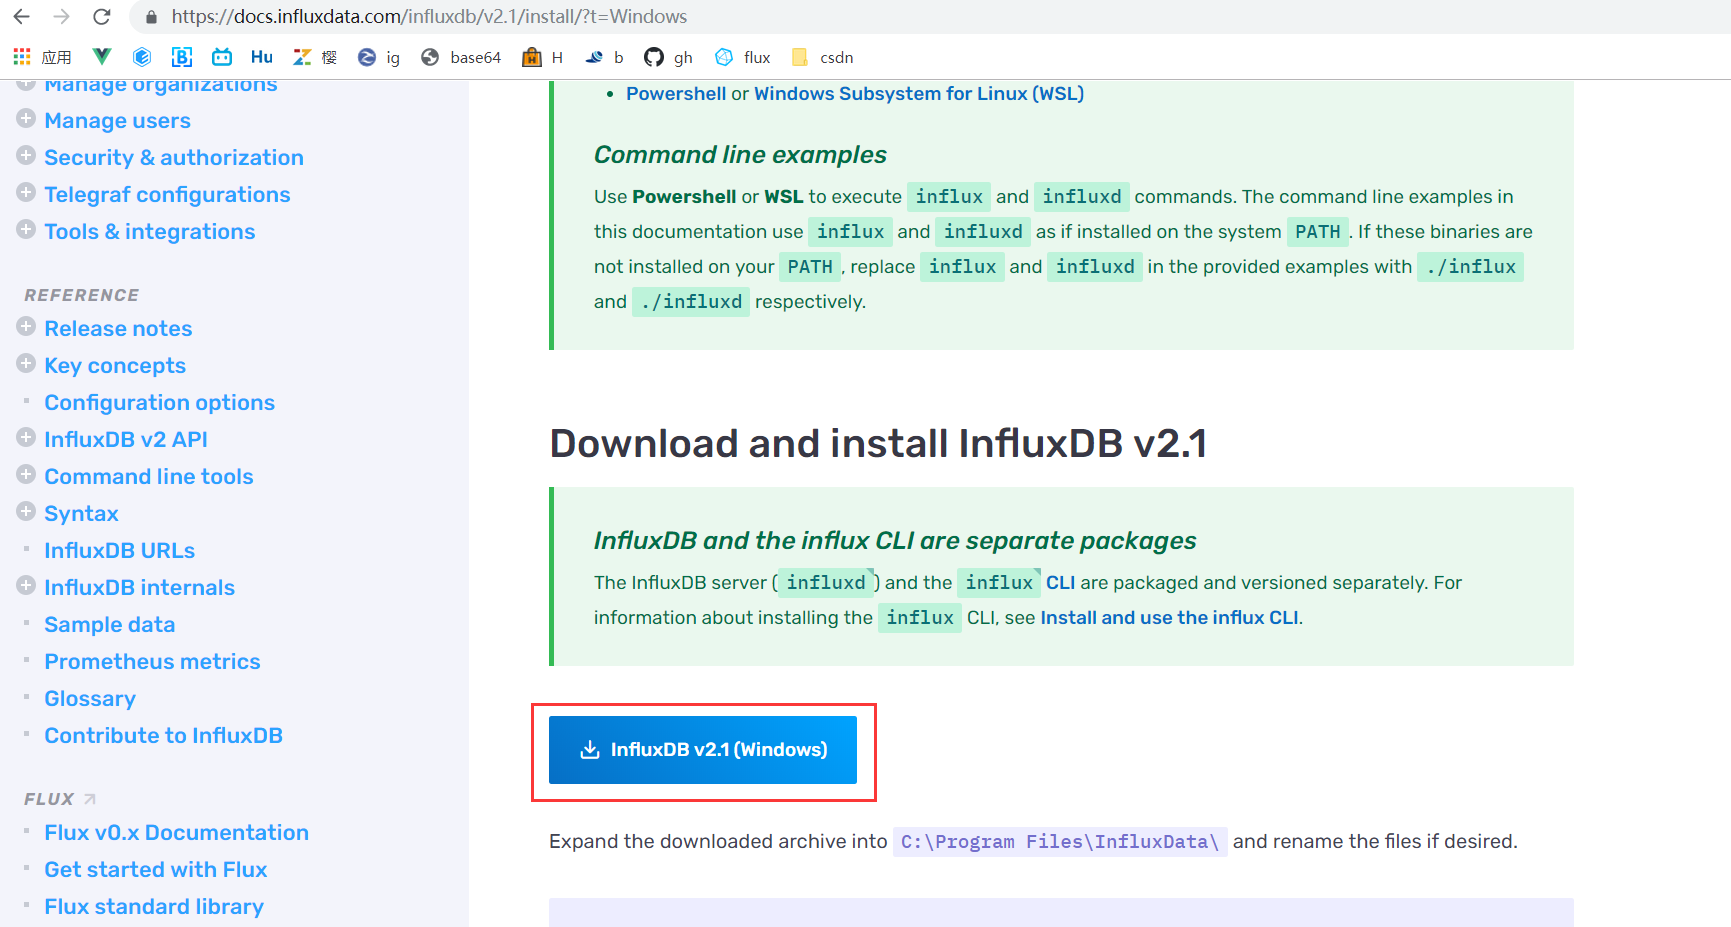 https://docs.influxdata.com/influxdb/v2.1/install/?t=Windows
应用 Hu 樱 ig base64 H b gh flux csdn
Manage organizations
Manage users
Security & authorization
Telegraf configurations
Tools & integrations
REFERENCE
Release notes
Key concepts
Configuration options
InfluxDB v2 API
Command line tools
Syntax
InfluxDB URLs
InfluxDB internals
Sample data
Prometheus metrics
Glossary
Contribute to InfluxDB
FLUX
Flux v0.x Documentation
Get started with Flux
Flux standard library
Powershell or Windows Subsystem for Linux (WSL)
Command line examples
Use Powershell or WSL to execute influx and influxd commands. The command line examples in
this documentation use influx and influxd as if installed on the system PATH. If these binaries are
not installed on your PATH, replace influx and influxd in the provided examples with ./influx
and ./influxd respectively.
Download and install InfluxDB v2.1
InfluxDB and the influx CLI are separate packages
The InfluxDB server (influxd) and the influx CLI are packaged and versioned separately. For
information about installing the influx CLI, see Install and use the influx CLI.
InfluxDB v2.1 (Windows)
Expand the downloaded archive into C:\Program Files\InfluxData\ and rename the files if desired.